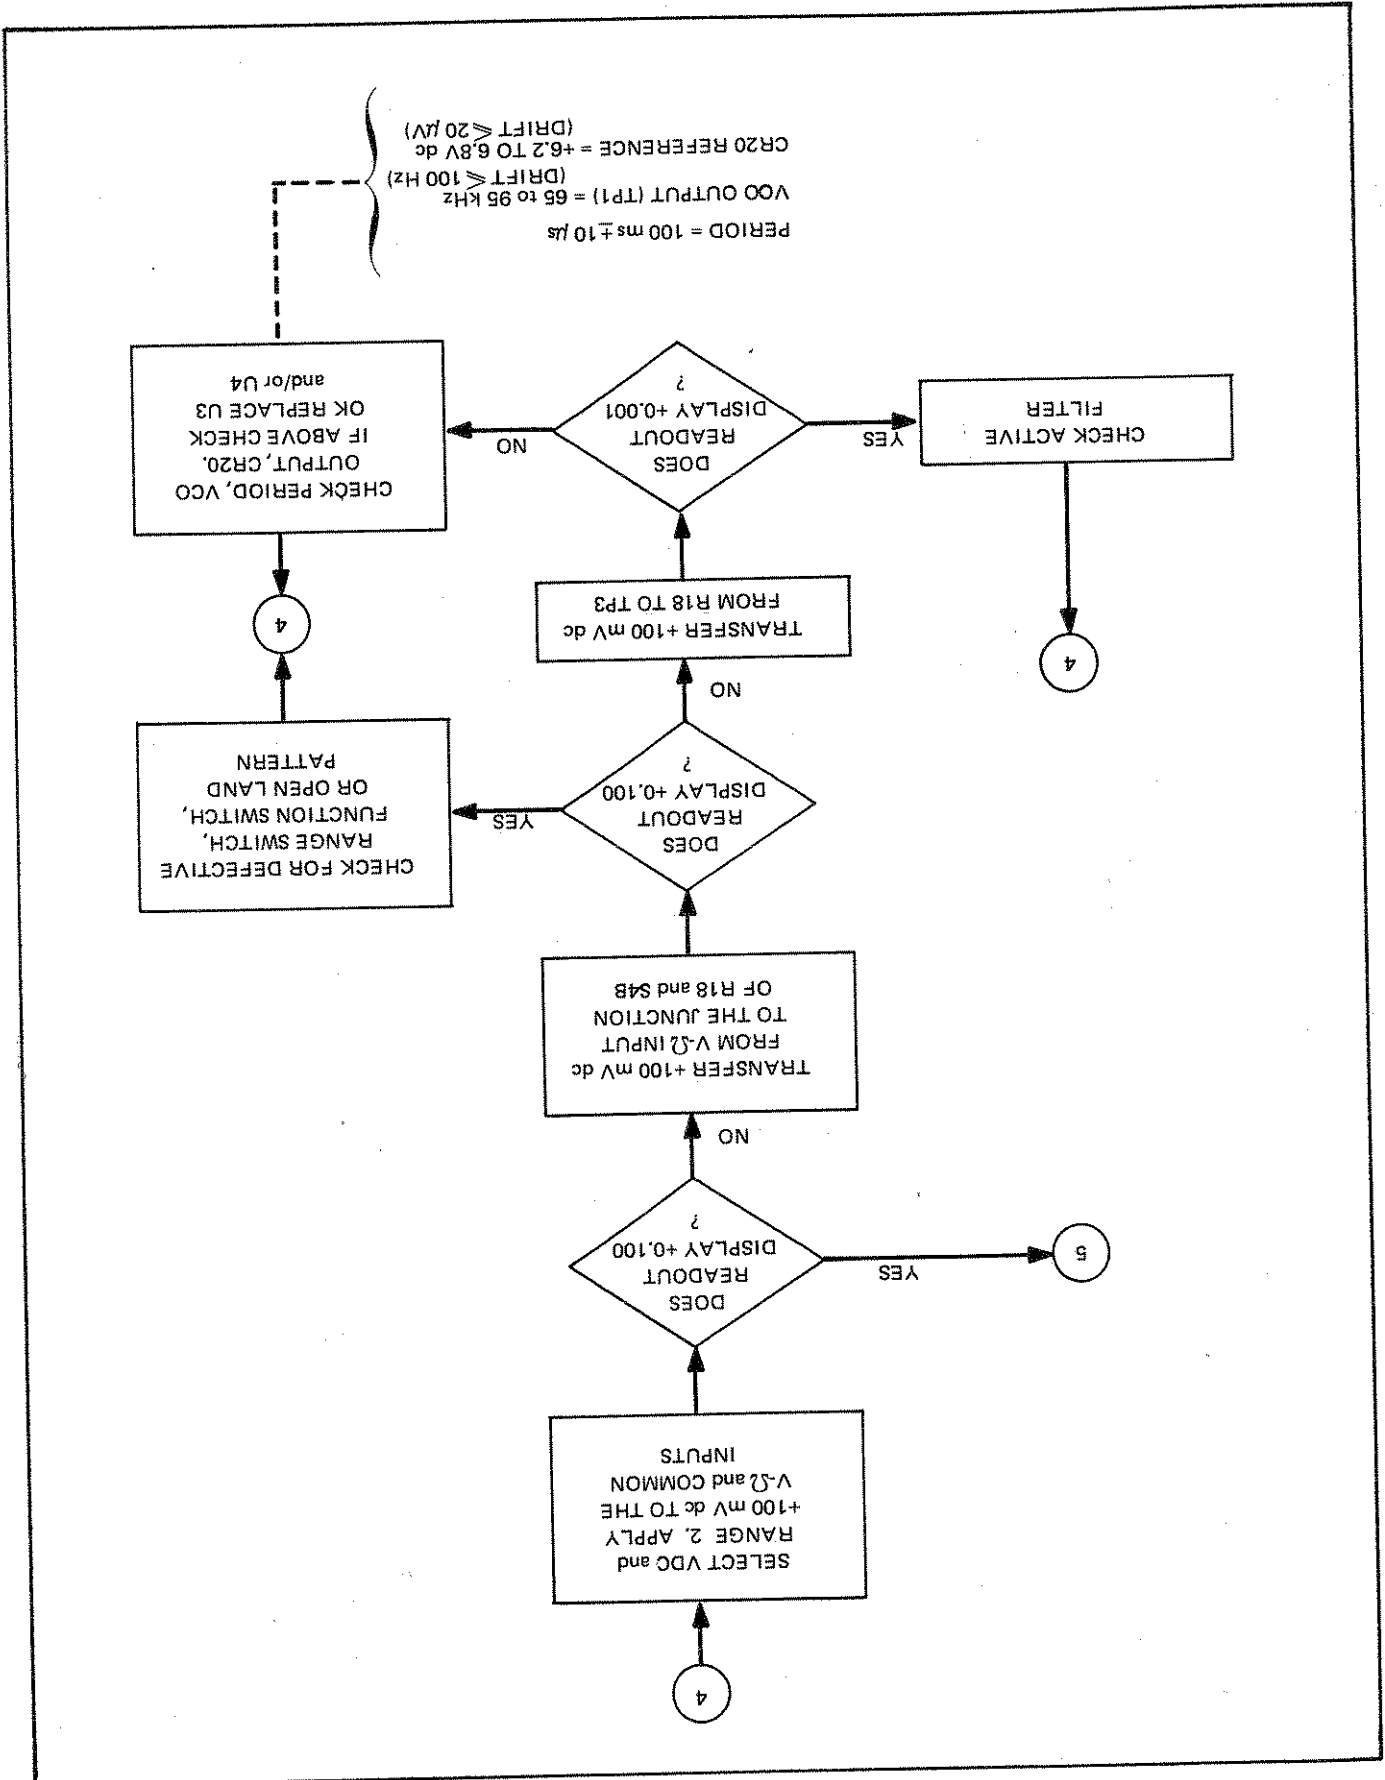 4
SELECT VDC and
RANGE 2. APPLY
+100 mV dc TO THE
V-Ω and COMMON
INPUTS
DOES
READOUT
DISPLAY +0.100
?
YES
5
NO
TRANSFER +100 mV dc
FROM V-Ω INPUT
TO THE JUNCTION
OF R18 and S4B
DOES
READOUT
DISPLAY +0.100
?
YES
CHECK FOR DEFECTIVE
RANGE SWITCH,
FUNCTION SWITCH,
OR OPEN LAND
PATTERN
NO
4
TRANSFER +100 mV dc
FROM R18 TO TP3
4
DOES
READOUT
DISPLAY +0.001
?
YES
CHECK ACTIVE
FILTER
NO
CHECK PERIOD, VCO
OUTPUT, CR20.
IF ABOVE CHECK
OK REPLACE U3
and/or U4
PERIOD = 100 ms ±10 μs
VCO OUTPUT (TP1) = 65 to 95 kHz
(DRIFT ⩽ 100 Hz)
CR20 REFERENCE = +6.2 TO 6.8V dc
(DRIFT ⩽ 20 μV)